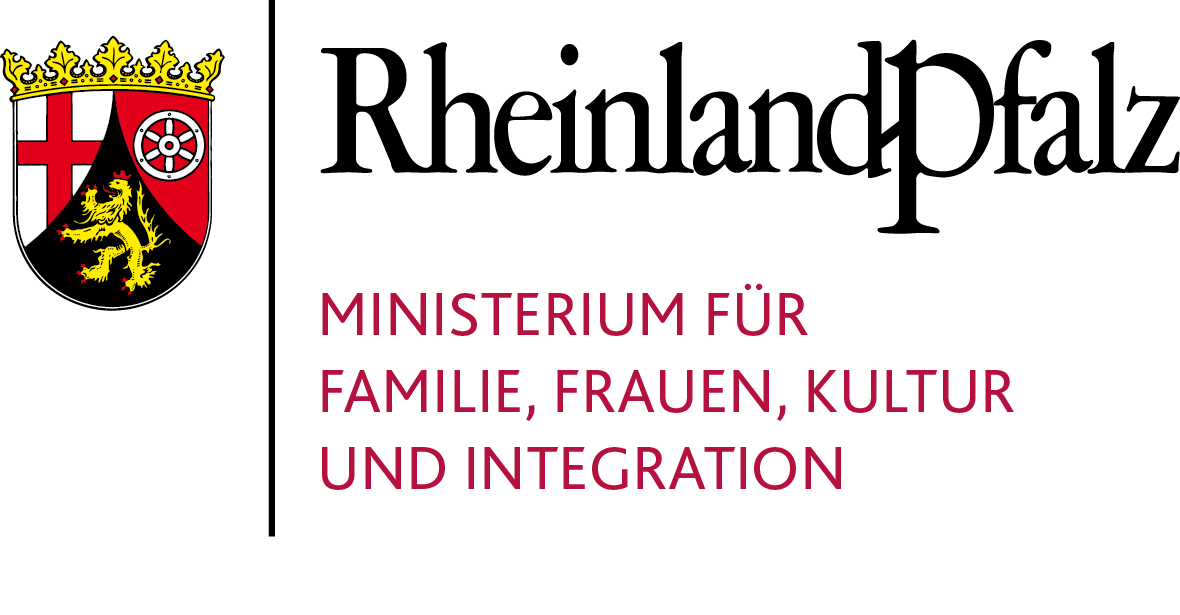 RheinlandPfalz
MINISTERIUM FÜR
FAMILIE, FRAUEN, KULTUR
UND INTEGRATION